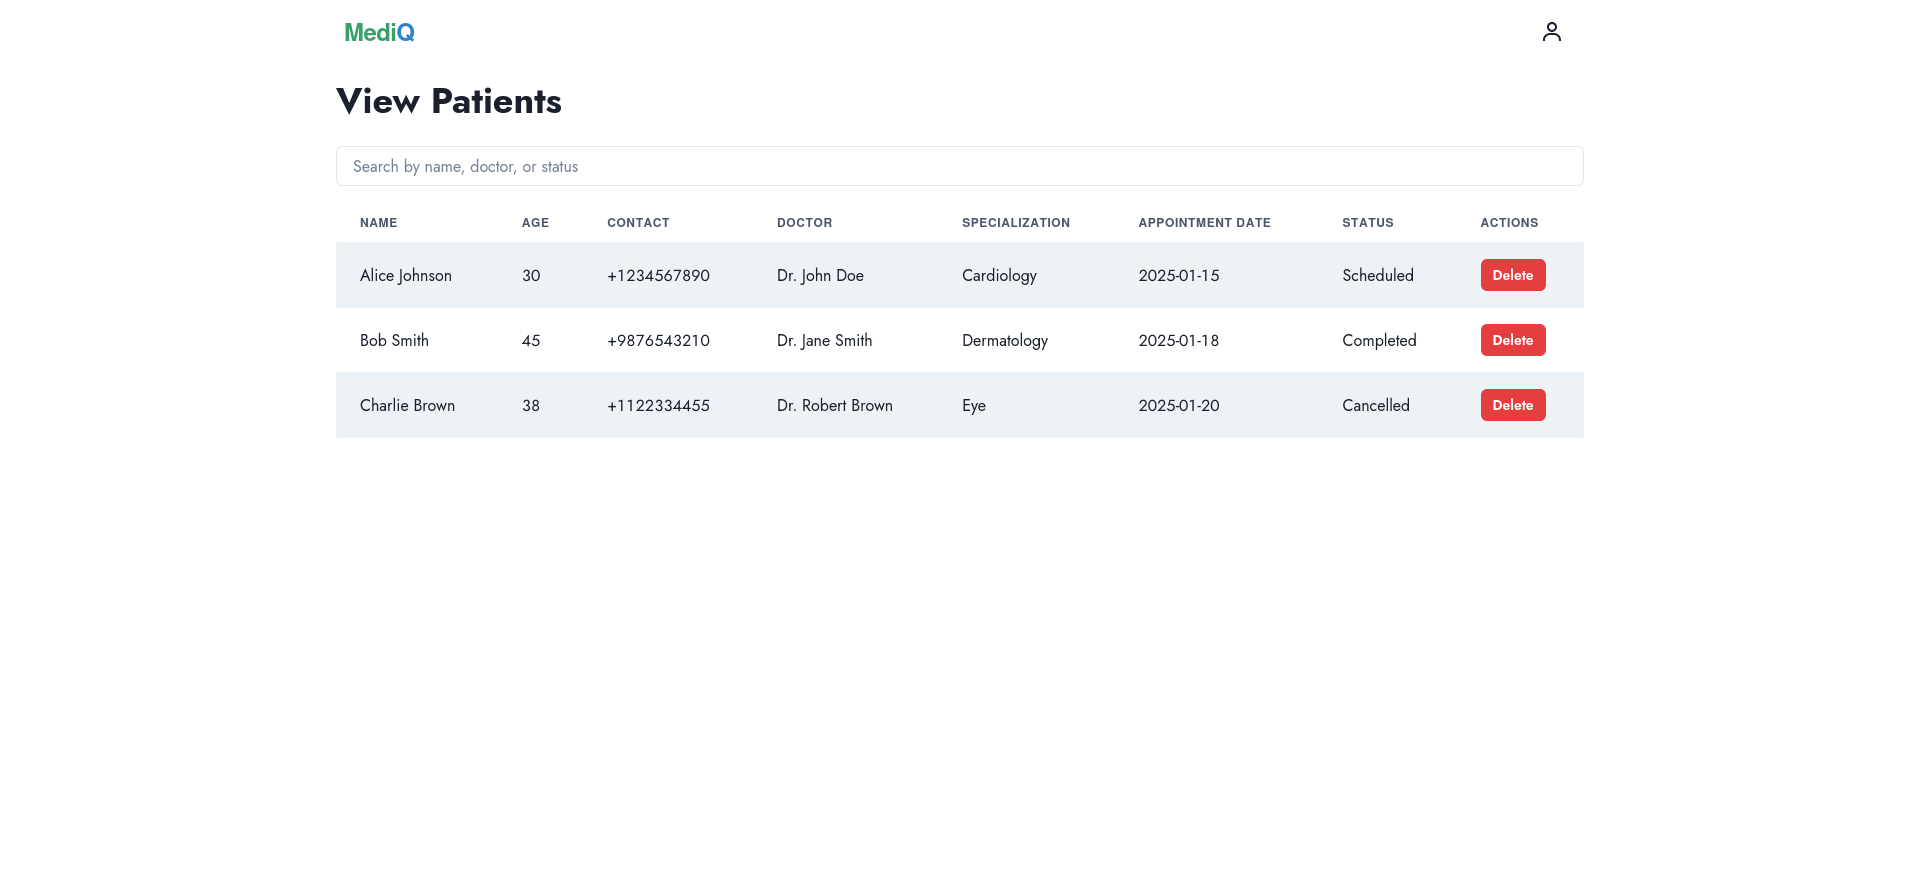 MediQ
View Patients
Search by name, doctor, or status
NAME AGE CONTACT DOCTOR SPECIALIZATION APPOINTMENT DATE STATUS ACTIONS
Alice Johnson 30 +1234567890 Dr. John Doe Cardiology 2025-01-15 Scheduled Delete
Bob Smith 45 +9876543210 Dr. Jane Smith Dermatology 2025-01-18 Completed Delete
Charlie Brown 38 +1122334455 Dr. Robert Brown Eye 2025-01-20 Cancelled Delete